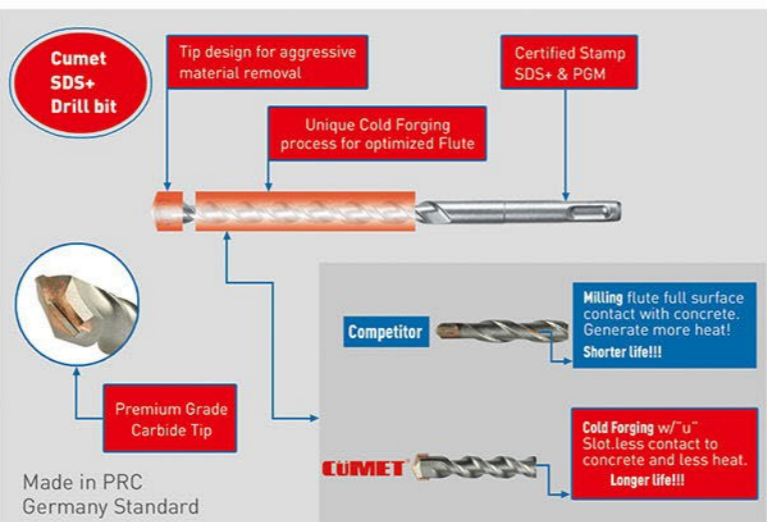 Cumet
SDS+
Drill bit
Tip design for aggressive
material removal
Certified Stamp
SDS+ & PGM
Unique Cold Forging
process for optimized Flute
Competitor
Milling flute full surface
contact with concrete.
Generate more heat!
Shorter life!!!
Premium Grade
Carbide Tip
CÜMET
Cold Forging w/"u"
Slot.less contact to
concrete and less heat.
Longer life!!!
Made in PRC
Germany Standard